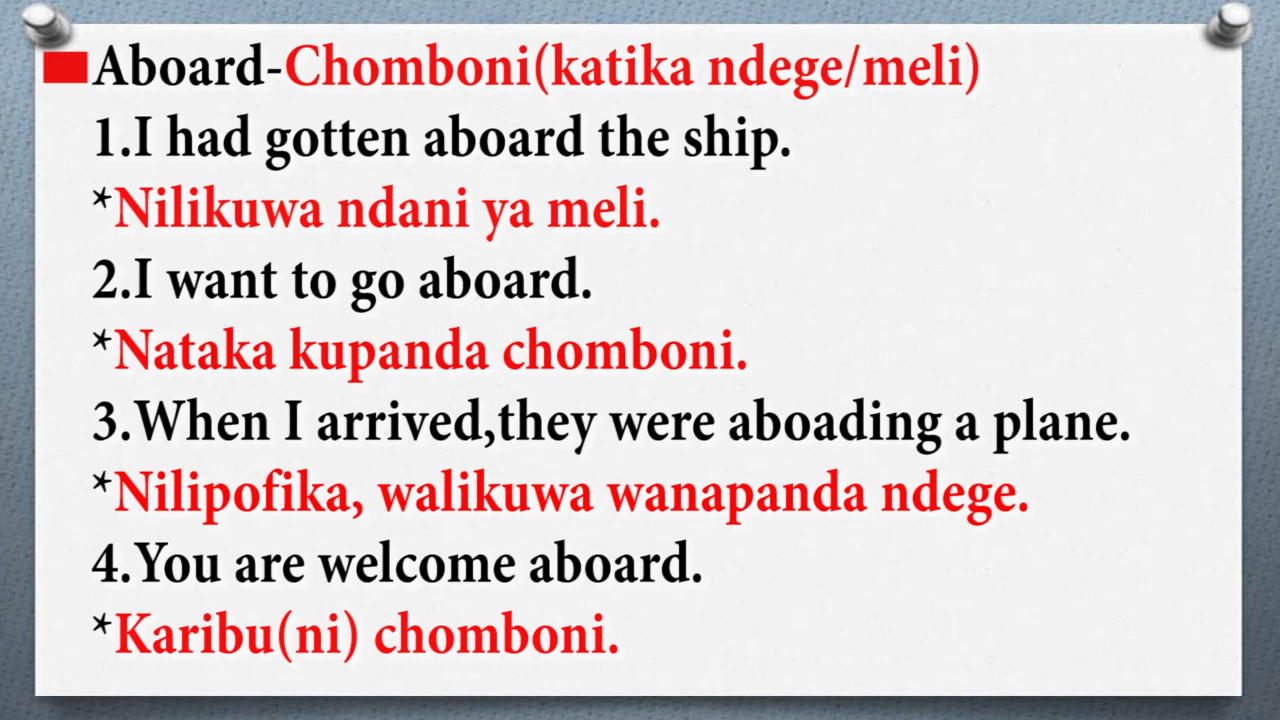 Aboard-Chomboni(katika ndege/meli)
1.I had gotten aboard the ship.
*Nilikuwa ndani ya meli.
2.I want to go aboard.
*Nataka kupanda chomboni.
3.When I arrived,they were aboading a plane.
*Nilipofika, walikuwa wanapanda ndege.
4.You are welcome aboard.
*Karibu(ni) chomboni.